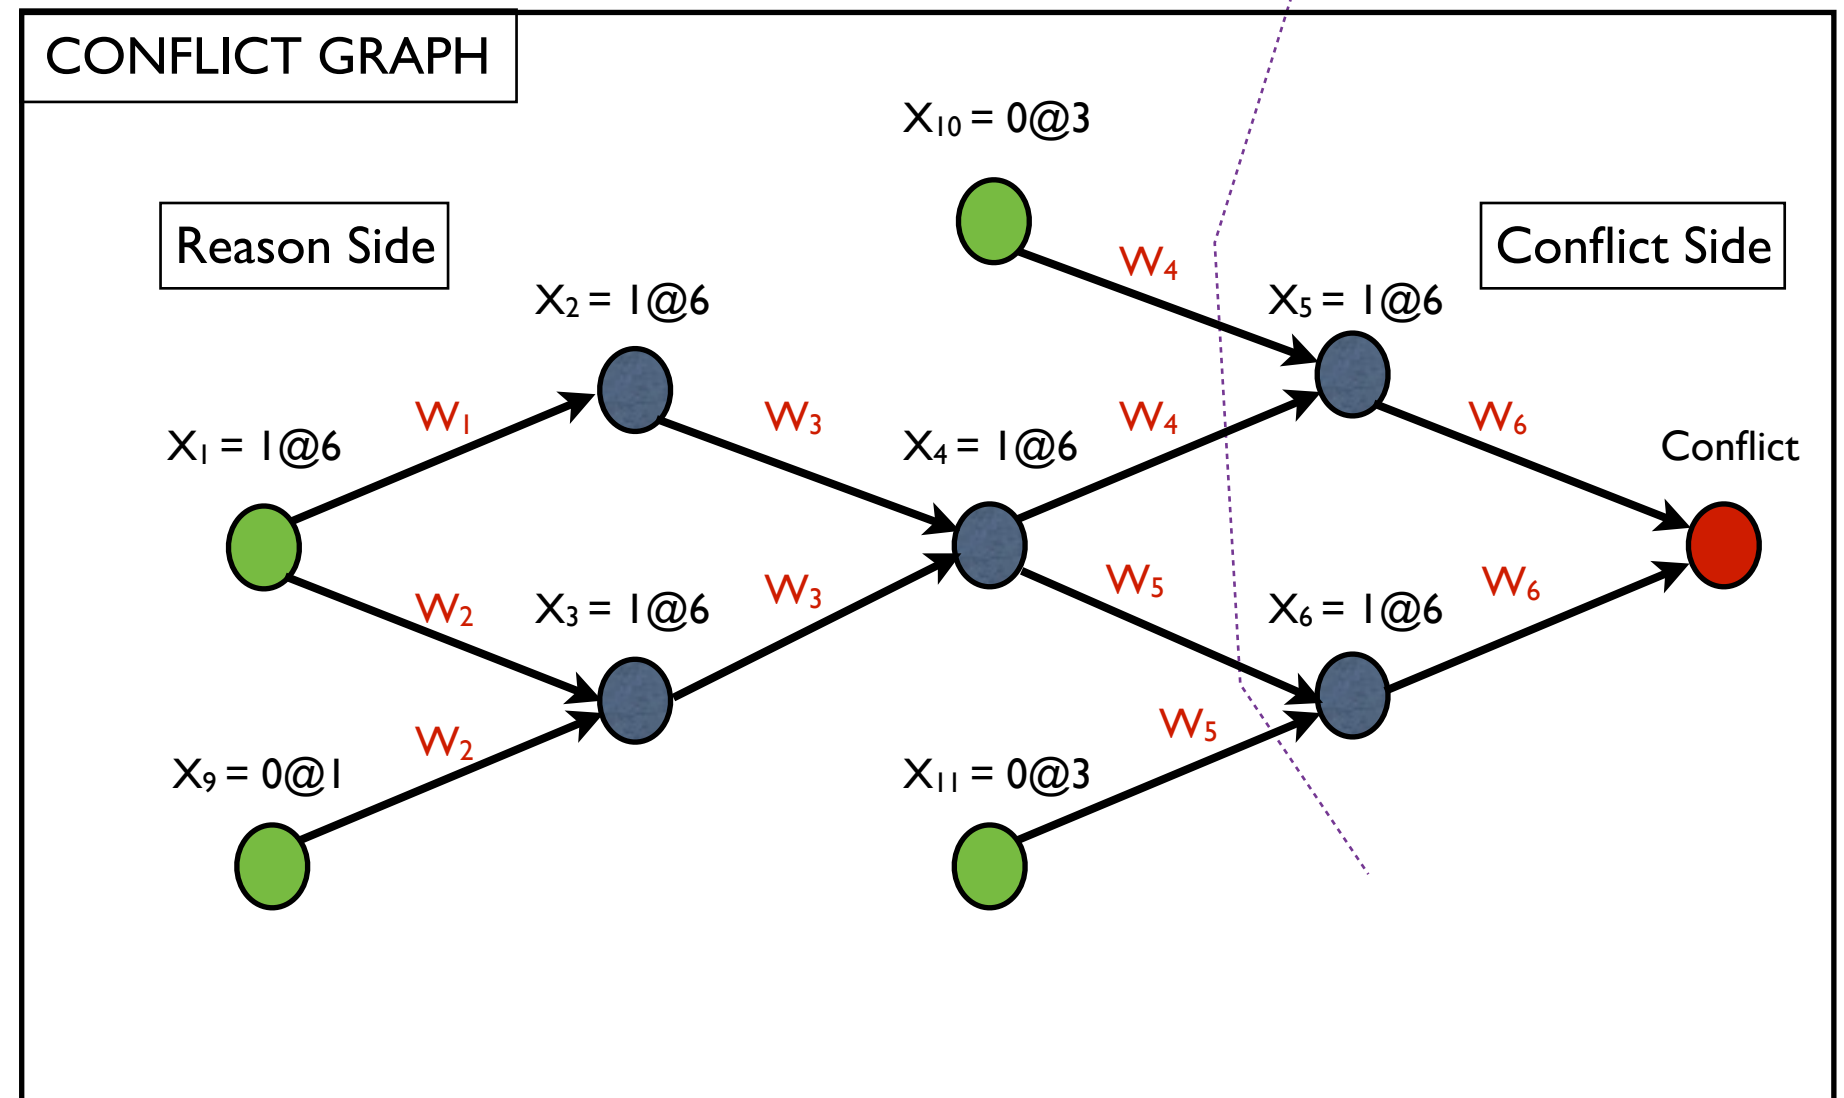 CONFLICT GRAPH
X₁₀ = 0@3
Reason Side
Conflict Side
W₄
X₂ = 1@6
X₅ = 1@6
W₁
W₃
W₄
W₆
X₁ = 1@6
X₄ = 1@6
Conflict
W₂
X₃ = 1@6
W₃
W₅
X₆ = 1@6
W₆
W₂
W₅
X₉ = 0@1
X₁₁ = 0@3